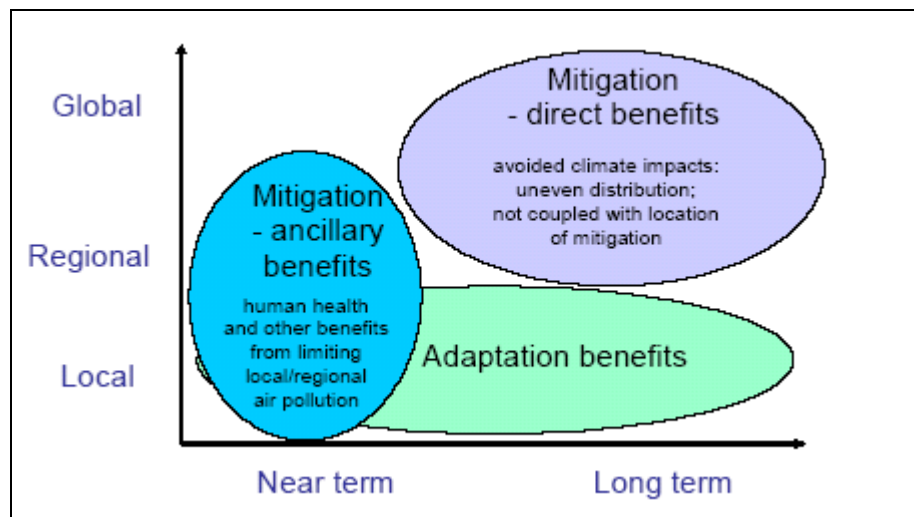 Global
Regional
Local
Mitigation
- direct benefits
avoided climate impacts:
uneven distribution;
not coupled with location
of mitigation
Mitigation
- ancillary
benefits
human health
and other benefits
from limiting
local/regional
air pollution
Adaptation benefits
Near term
Long term